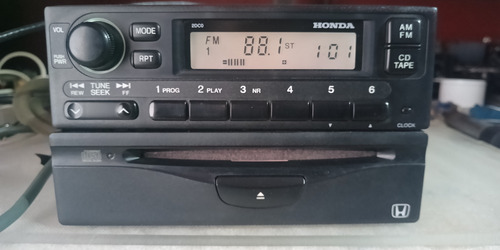 VOL
MODE
2DC0
HONDA
AM
FM
FM
1
88.1 ST
101
PUSH
PWR
RPT
CD
TAPE
REW
TUNE
SEEK
FF
1 PROG
2 PLAY
3 NR
4
5
6
CLOCK